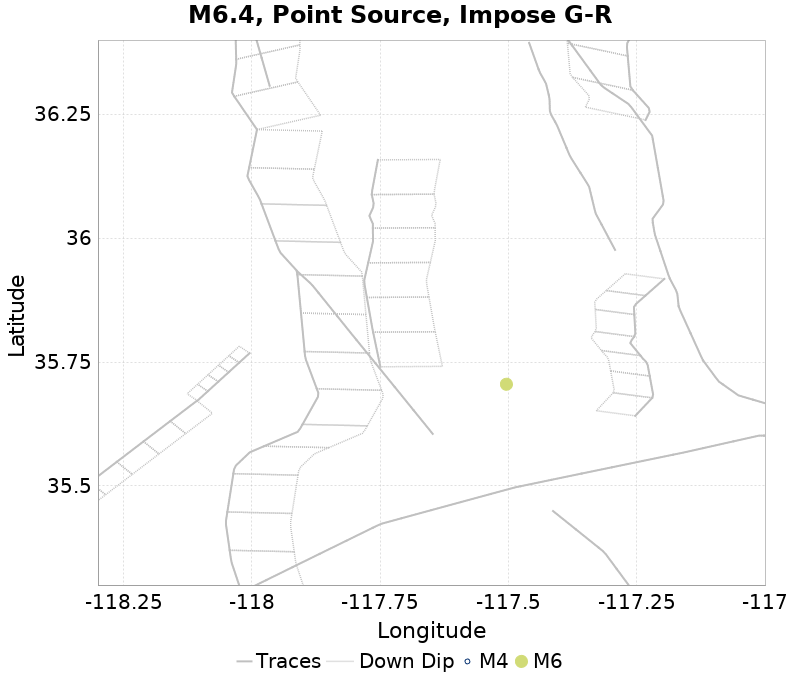 M6.4, Point Source, Impose G-R
36.25
36
35.75
35.5
Latitude
-118.25 -118 -117.75 -117.5 -117.25 -117
Longitude
Traces Down Dip M4 M6